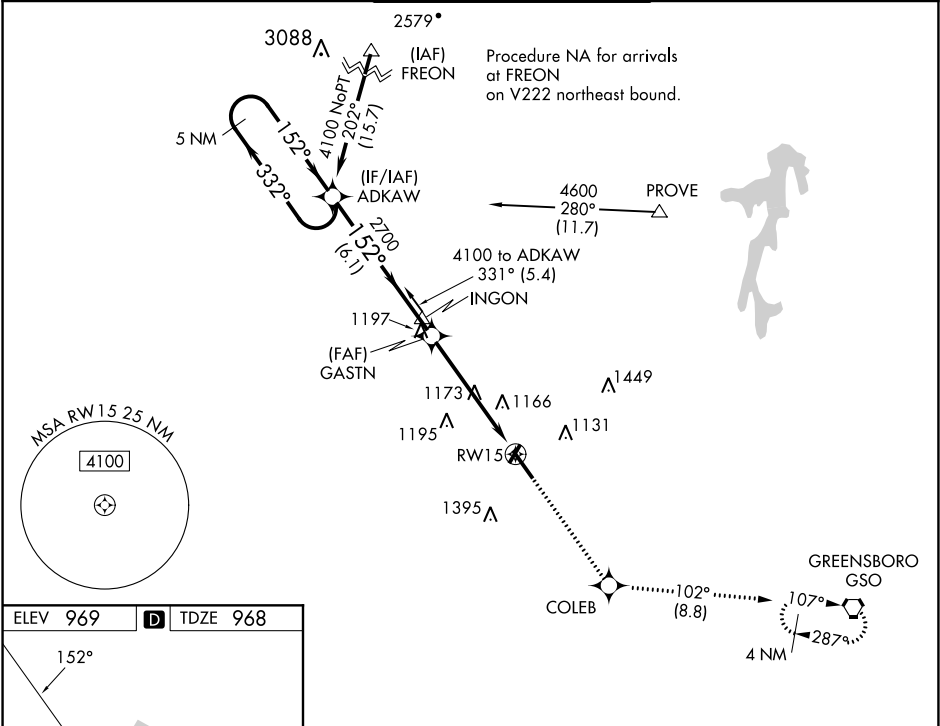 2579
3088
(IAF)
FREON
Procedure NA for arrivals
at FREON
on V222 northeast bound.
4100 NoPT
202°
(15.7)
5 NM
152°
332°
(IF/IAF)
ADKAW
4600
280°
(11.7)
PROVE
2700
152°
(6.1)
4100 to ADKAW
331° (5.4)
INGON
1197
(FAF)
GASTN
1449
1173
1166
1195
1131
MSA RW15 25 NM
4100
RW15
1395
GREENSBORO
GSO
COLEB
102°
(8.8)
107°
287°
4 NM
ELEV 969
D
TDZE 968
152°